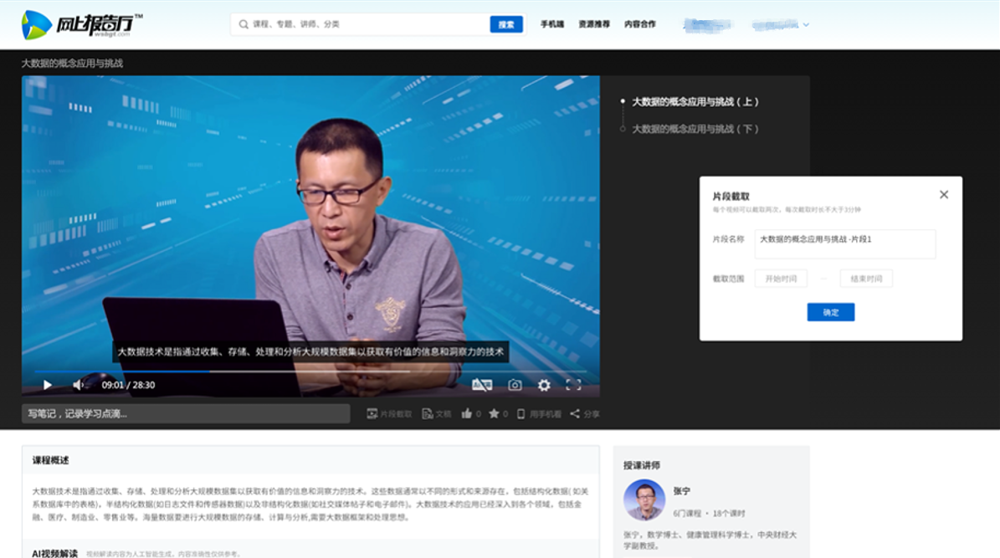 网上报告厅™
wsbgt.com
课程、专题、讲师、分类
搜索
手机端 资源推荐 内容合作
大数据的概念应用与挑战
大数据的概念应用与挑战（上）
大数据的概念应用与挑战（下）
片段截取
每个视频可以截取两次，每次截取时长不大于3分钟
片段名称 大数据的概念应用与挑战 -片段1
截取范围 开始时间 — 结束时间
确定
大数据技术是指通过收集、存储、处理和分析大规模数据集以获取有价值的信息和洞察力的技术
09:01 / 28:30
写笔记，记录学习点滴...
片段截取 文稿 0 0 用手机看 分享
课程概述
大数据技术是指通过收集、存储、处理和分析大规模数据集以获取有价值的信息和洞察力的技术。这些数据通常以不同的形式和来源存在，包括结构化数据( 如关
系数据库中的表格)，半结构化数据(如日志文件和传感器数据)以及非结构化数据(如社交媒体帖子和电子邮件)。大数据技术的应用已经深入到各个领域，包括金
融、医疗、制造业、零售业等。海量数据要进行大规模数据的存储、计算与分析,需要大数据框架和处理思想。
AI视频解读 视频解读内容为人工智能生成，内容准确性仅供参考。
授课讲师
张宁
6门课程 · 18个课时
张宁，数学博士、健康管理科学博士，中央财经大
学副教授。